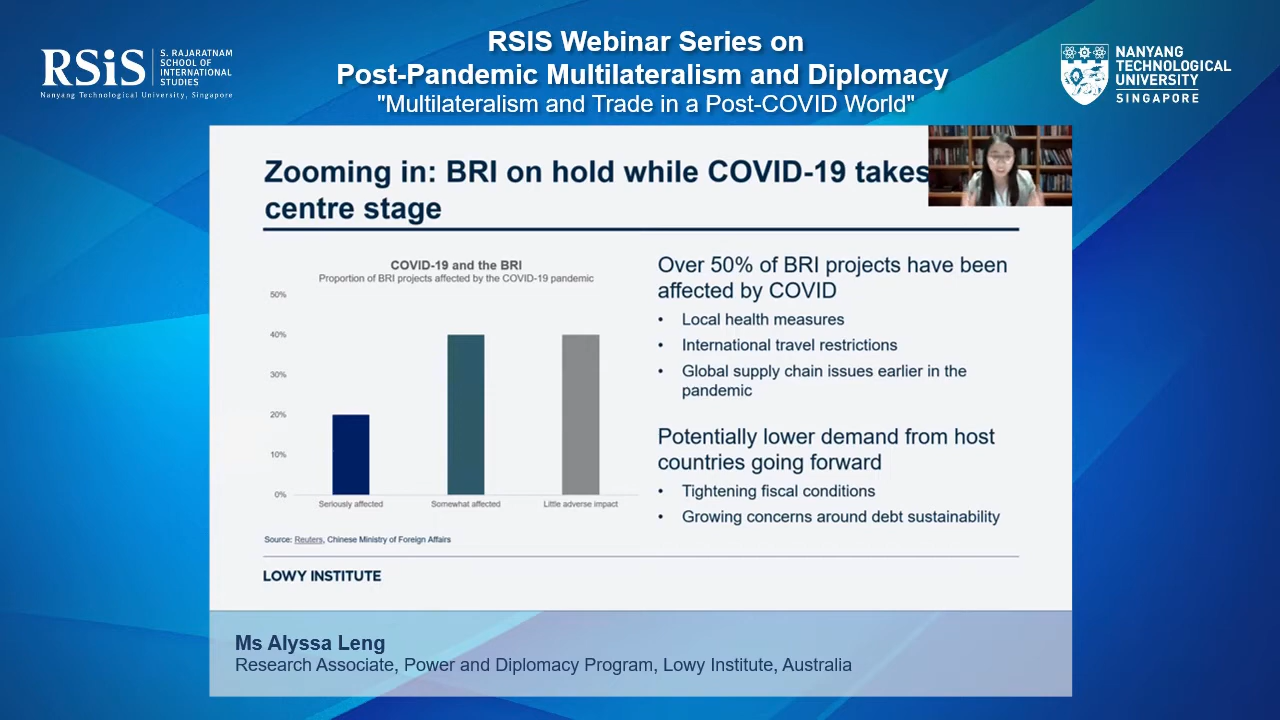 RSIS
S. RAJARATNAM
SCHOOL OF
INTERNATIONAL
STUDIES
Nanyang Technological University, Singapore
RSIS Webinar Series on
Post-Pandemic Multilateralism and Diplomacy
"Multilateralism and Trade in a Post-COVID World"
NANYANG
TECHNOLOGICAL
UNIVERSITY
SINGAPORE
Zooming in: BRI on hold while COVID-19 takes
centre stage
COVID-19 and the BRI
Proportion of BRI projects affected by the COVID-19 pandemic
50%
40%
30%
20%
10%
0%
Seriously affected
Somewhat affected
Little adverse impact
Source: Reuters, Chinese Ministry of Foreign Affairs
Over 50% of BRI projects have been
affected by COVID
• Local health measures
• International travel restrictions
• Global supply chain issues earlier in the
pandemic
Potentially lower demand from host
countries going forward
• Tightening fiscal conditions
• Growing concerns around debt sustainability
LOWY INSTITUTE
Ms Alyssa Leng
Research Associate, Power and Diplomacy Program, Lowy Institute, Australia